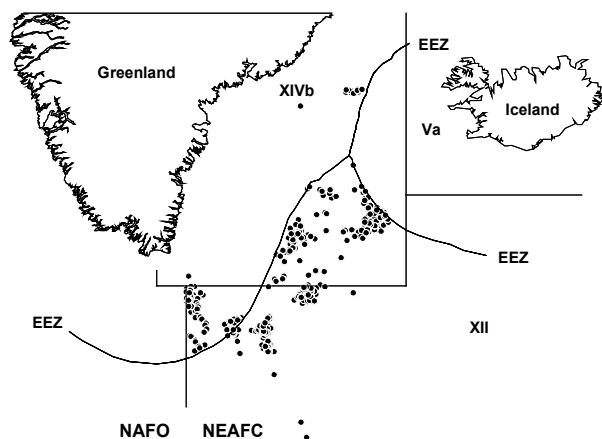 EEZ
Greenland
XIVb
Iceland
Va
EEZ
EEZ
XII
NAFO NEAFC